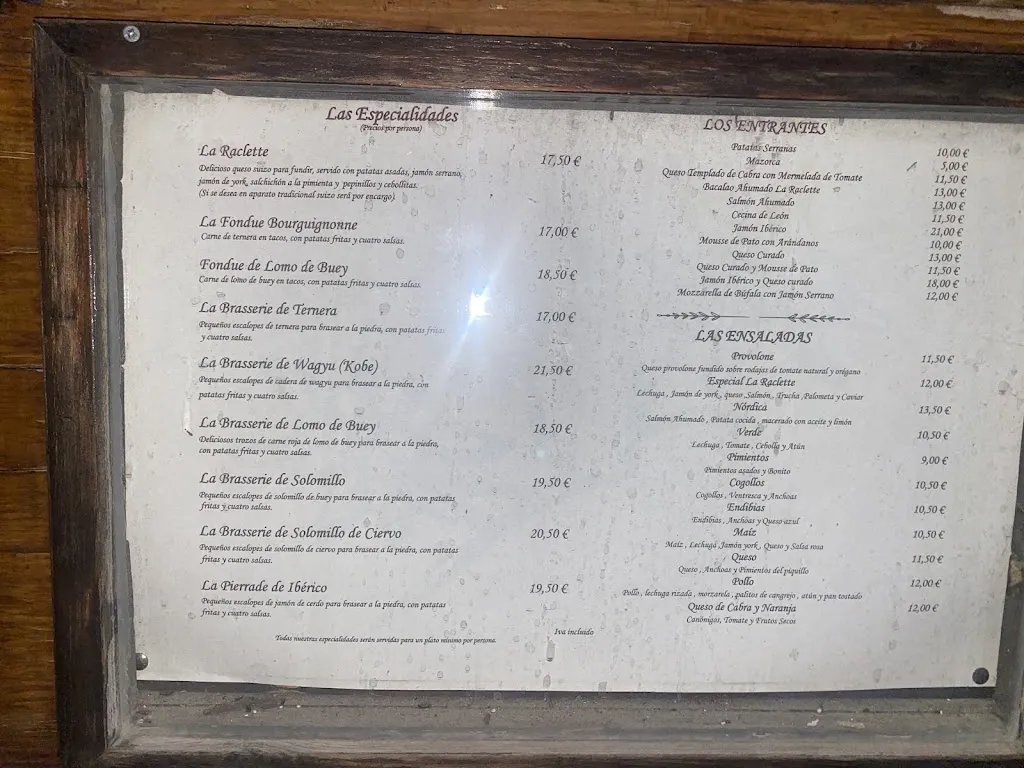 Las Especialidades
(Precios por persona)
La Raclette 17,50 €
Delicioso queso suizo para fundir, servido con patatas asadas, jamón serrano,
jamón de york, salchichón a la pimienta y pepinillos y cebollitas.
(Si se desea en aparato tradicional suizo será por encargo)
La Fondue Bourguignonne 17,00 €
Carne de ternera en tacos, con patatas fritas y cuatro salsas.
Fondue de Lomo de Buey 18,50 €
Carne de lomo de buey en tacos, con patatas fritas y cuatro salsas.
La Brasserie de Ternera 17,00 €
Pequeños escalopes de ternera para brasear a la piedra, con patatas fritas
y cuatro salsas.
La Brasserie de Wagyu (Kobe) 21,50 €
Pequeños escalopes de cadera de wagyu para brasear a la piedra, con
patatas fritas y cuatro salsas.
La Brasserie de Lomo de Buey 18,50 €
Deliciosos trozos de carne roja de lomo de buey para brasear a la piedra,
con patatas fritas y cuatro salsas.
La Brasserie de Solomillo 19,50 €
Pequeños escalopes de solomillo de buey para brasear a la piedra, con patatas
fritas y cuatro salsas.
La Brasserie de Solomillo de Ciervo 20,50 €
Pequeños escalopes de solomillo de ciervo para brasear a la piedra, con patatas
fritas y cuatro salsas.
La Pierrade de Ibérico 19,50 €
Pequeños escalopes de jamón de cerdo para brasear a la piedra, con patatas
fritas y cuatro salsas.
Iva incluido
Todas nuestras especialidades serán servidas para un plato mínimo por persona.
LOS ENTRANTES
Patatas Serranas 10,00 €
Mazorca 5,00 €
Queso Templado de Cabra con Mermelada de Tomate 11,50 €
Bacalao Ahumado La Raclette 13,00 €
Salmón Ahumado 13,00 €
Cecina de León 11,50 €
Jamón Ibérico 21,00 €
Mousse de Pato con Arándanos 10,00 €
Queso Curado 13,00 €
Queso Curado y Mousse de Pato 11,50 €
Jamón Ibérico y Queso curado 18,00 €
Mozzarella de Búfala con Jamón Serrano 12,00 €
LAS ENSALADAS
Provolone 11,50 €
Queso provolone fundido sobre rodajas de tomate natural y orégano
Especial La Raclette 12,00 €
Lechuga , Jamón de york , queso ,Salmón , Trucha ,Palometa y Caviar
Nórdica 13,50 €
Salmón Ahumado , Patata cocida , macerado con aceite y limón
Verde 10,50 €
Lechuga , Tomate , Cebolla y Atún
Pimientos 9,00 €
Pimientos asados y Bonito
Cogollos 10,50 €
Cogollos , Ventresca y Anchoas
Endibias 10,50 €
Endibias , Anchoas y Queso azul
Maíz 10,50 €
Maíz , Lechuga ,Jamón york , Queso y Salsa rosa
Queso 11,50 €
Queso , Anchoas y Pimientos del piquillo
Pollo 12,00 €
Pollo , lechuga rizada , morzarela , palitos de cangrejo , atún y pan tostado
Queso de Cabra y Naranja 12,00 €
Canónigos, Tomate y Frutos Secos